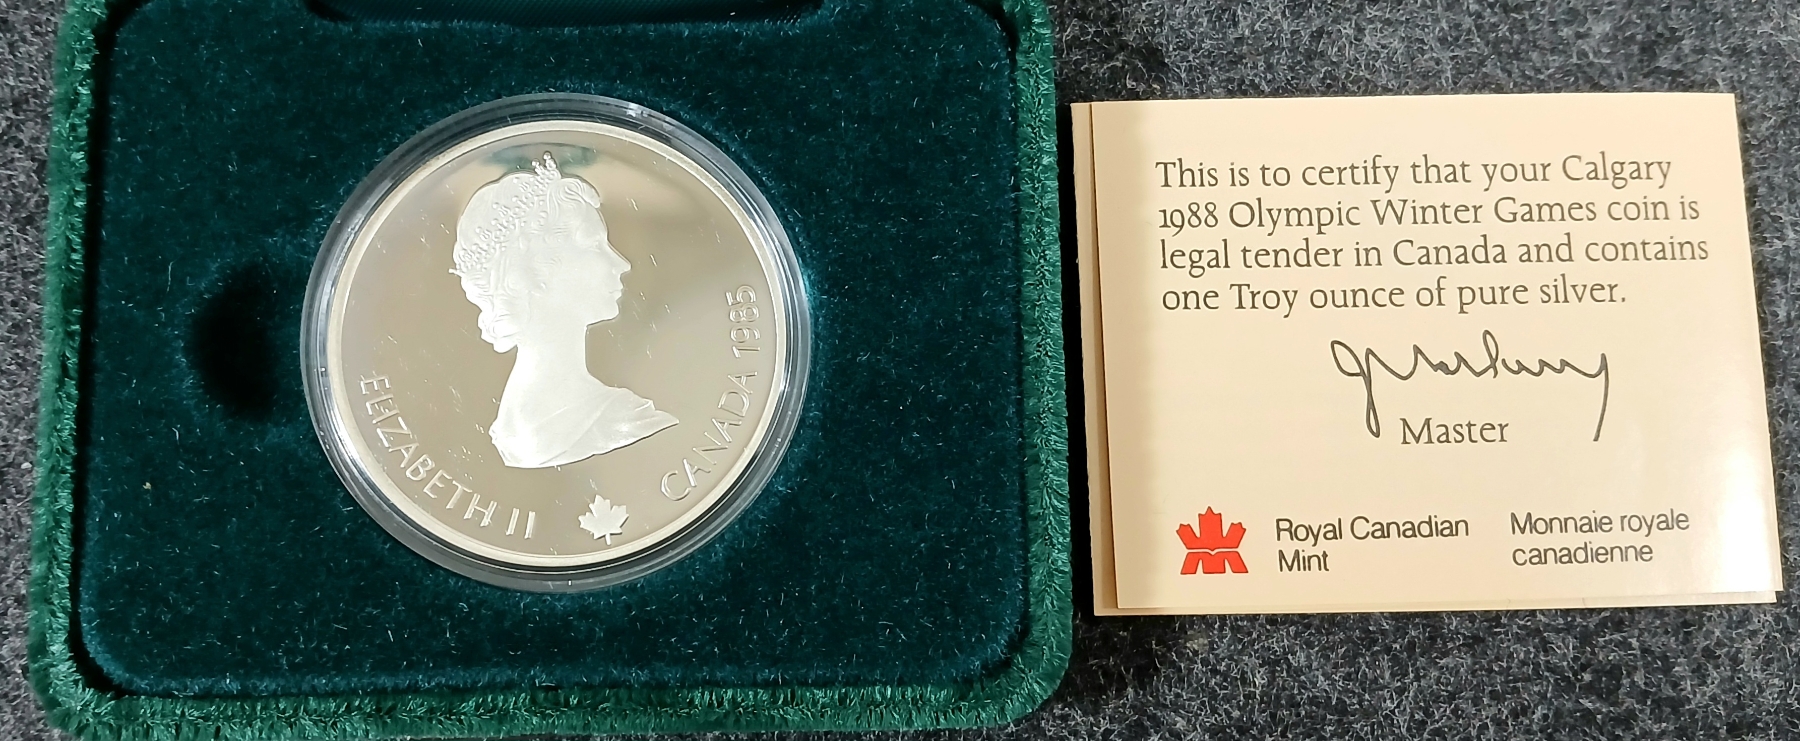 ELIZABETH II
CANADA 1985
This is to certify that your Calgary
1988 Olympic Winter Games coin is
legal tender in Canada and contains
one Troy ounce of pure silver.
Master
Royal Canadian
Mint
Monnaie royale
canadienne